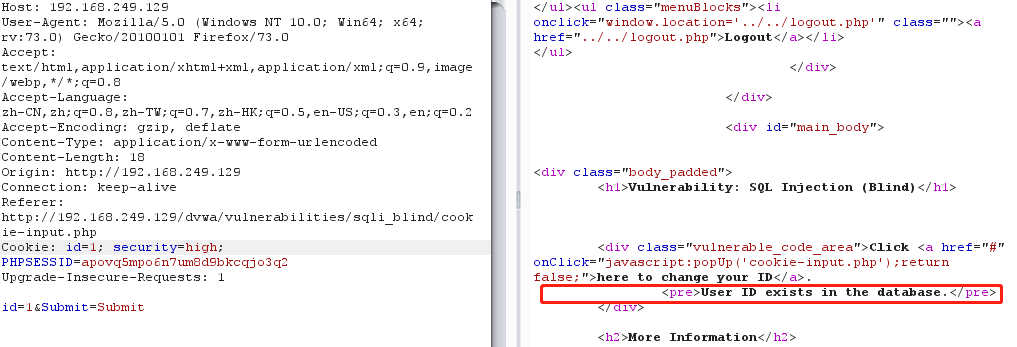 Host: 192.168.249.129
User-Agent: Mozilla/5.0 (Windows NT 10.0; Win64; x64;
rv:73.0) Gecko/20100101 Firefox/73.0
Accept:
text/html,application/xhtml+xml,application/xml;q=0.9,image
/webp,*/*;q=0.8
Accept-Language:
zh-CN,zh;q=0.8,zh-TW;q=0.7,zh-HK;q=0.5,en-US;q=0.3,en;q=0.2
Accept-Encoding: gzip, deflate
Content-Type: application/x-www-form-urlencoded
Content-Length: 18
Origin: http://192.168.249.129
Connection: keep-alive
Referer:
http://192.168.249.129/dvwa/vulnerabilities/sqli_blind/cook
ie-input.php
Cookie: id=1; security=high;
PHPSESSID=apovq5mpo6n7um8d9bkcqjo3q2
Upgrade-Insecure-Requests: 1
id=1&Submit=Submit
</ul><ul class="menuBlocks"><li
onclick="window.location='../../logout.php'" class=""><a
href="../../logout.php">Logout</a></li>
</ul>
</div>
</div>
<div id="main_body">
<div class="body_padded">
<h1>Vulnerability: SQL Injection (Blind)</h1>
<div class="vulnerable_code_area">Click <a href="#"
onClick="javascript:popUp('cookie-input.php');return
false;">here to change your ID</a>.
<pre>User ID exists in the database.</pre>
</div>
<h2>More Information</h2>